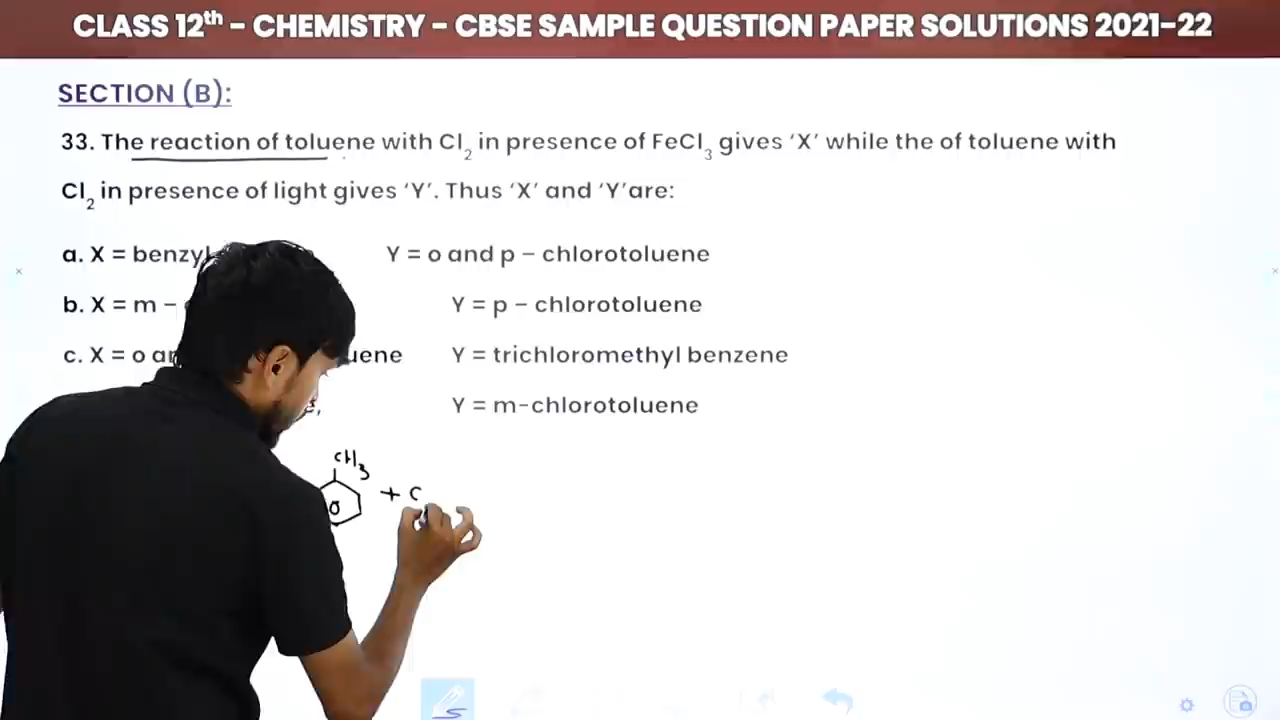 CLASS 12th - CHEMISTRY - CBSE SAMPLE QUESTION PAPER SOLUTIONS 2021-22
SECTION (B):
33. The reaction of toluene with Cl2 in presence of FeCl3 gives ‘X’ while the of toluene with
Cl2 in presence of light gives ‘Y’. Thus ‘X’ and ‘Y’are:
a. X = benzyl Y = o and p – chlorotoluene
b. X = m – Y = p – chlorotoluene
c. X = o Y = trichloromethyl benzene
Y = m-chlorotoluene
CH3
+ C